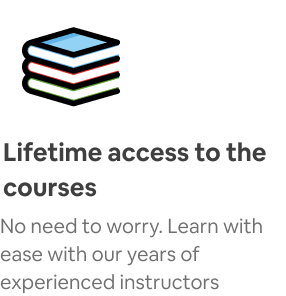 Lifetime access to the
courses
No need to worry. Learn with
ease with our years of
experienced instructors